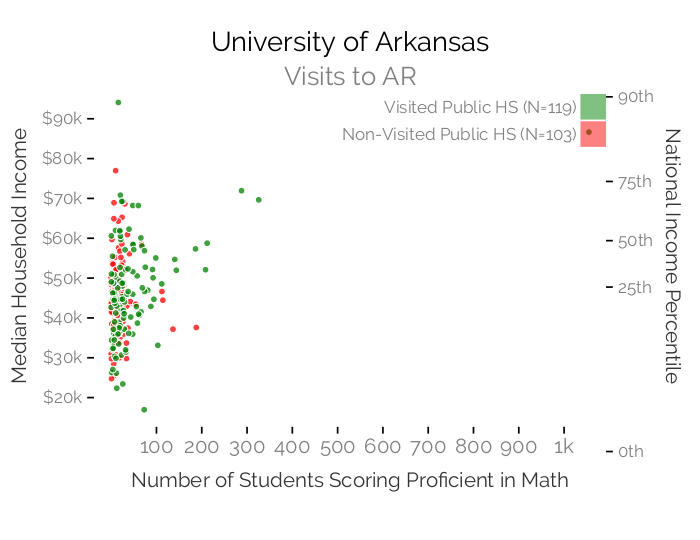 University of Arkansas
Visits to AR
Visited Public HS (N=119)
Non-Visited Public HS (N=103)
Median Household Income
$90k
$80k
$70k
$60k
$50k
$40k
$30k
$20k
90th
75th
50th
25th
0th
National Income Percentile
100 200 300 400 500 600 700 800 900 1k
Number of Students Scoring Proficient in Math